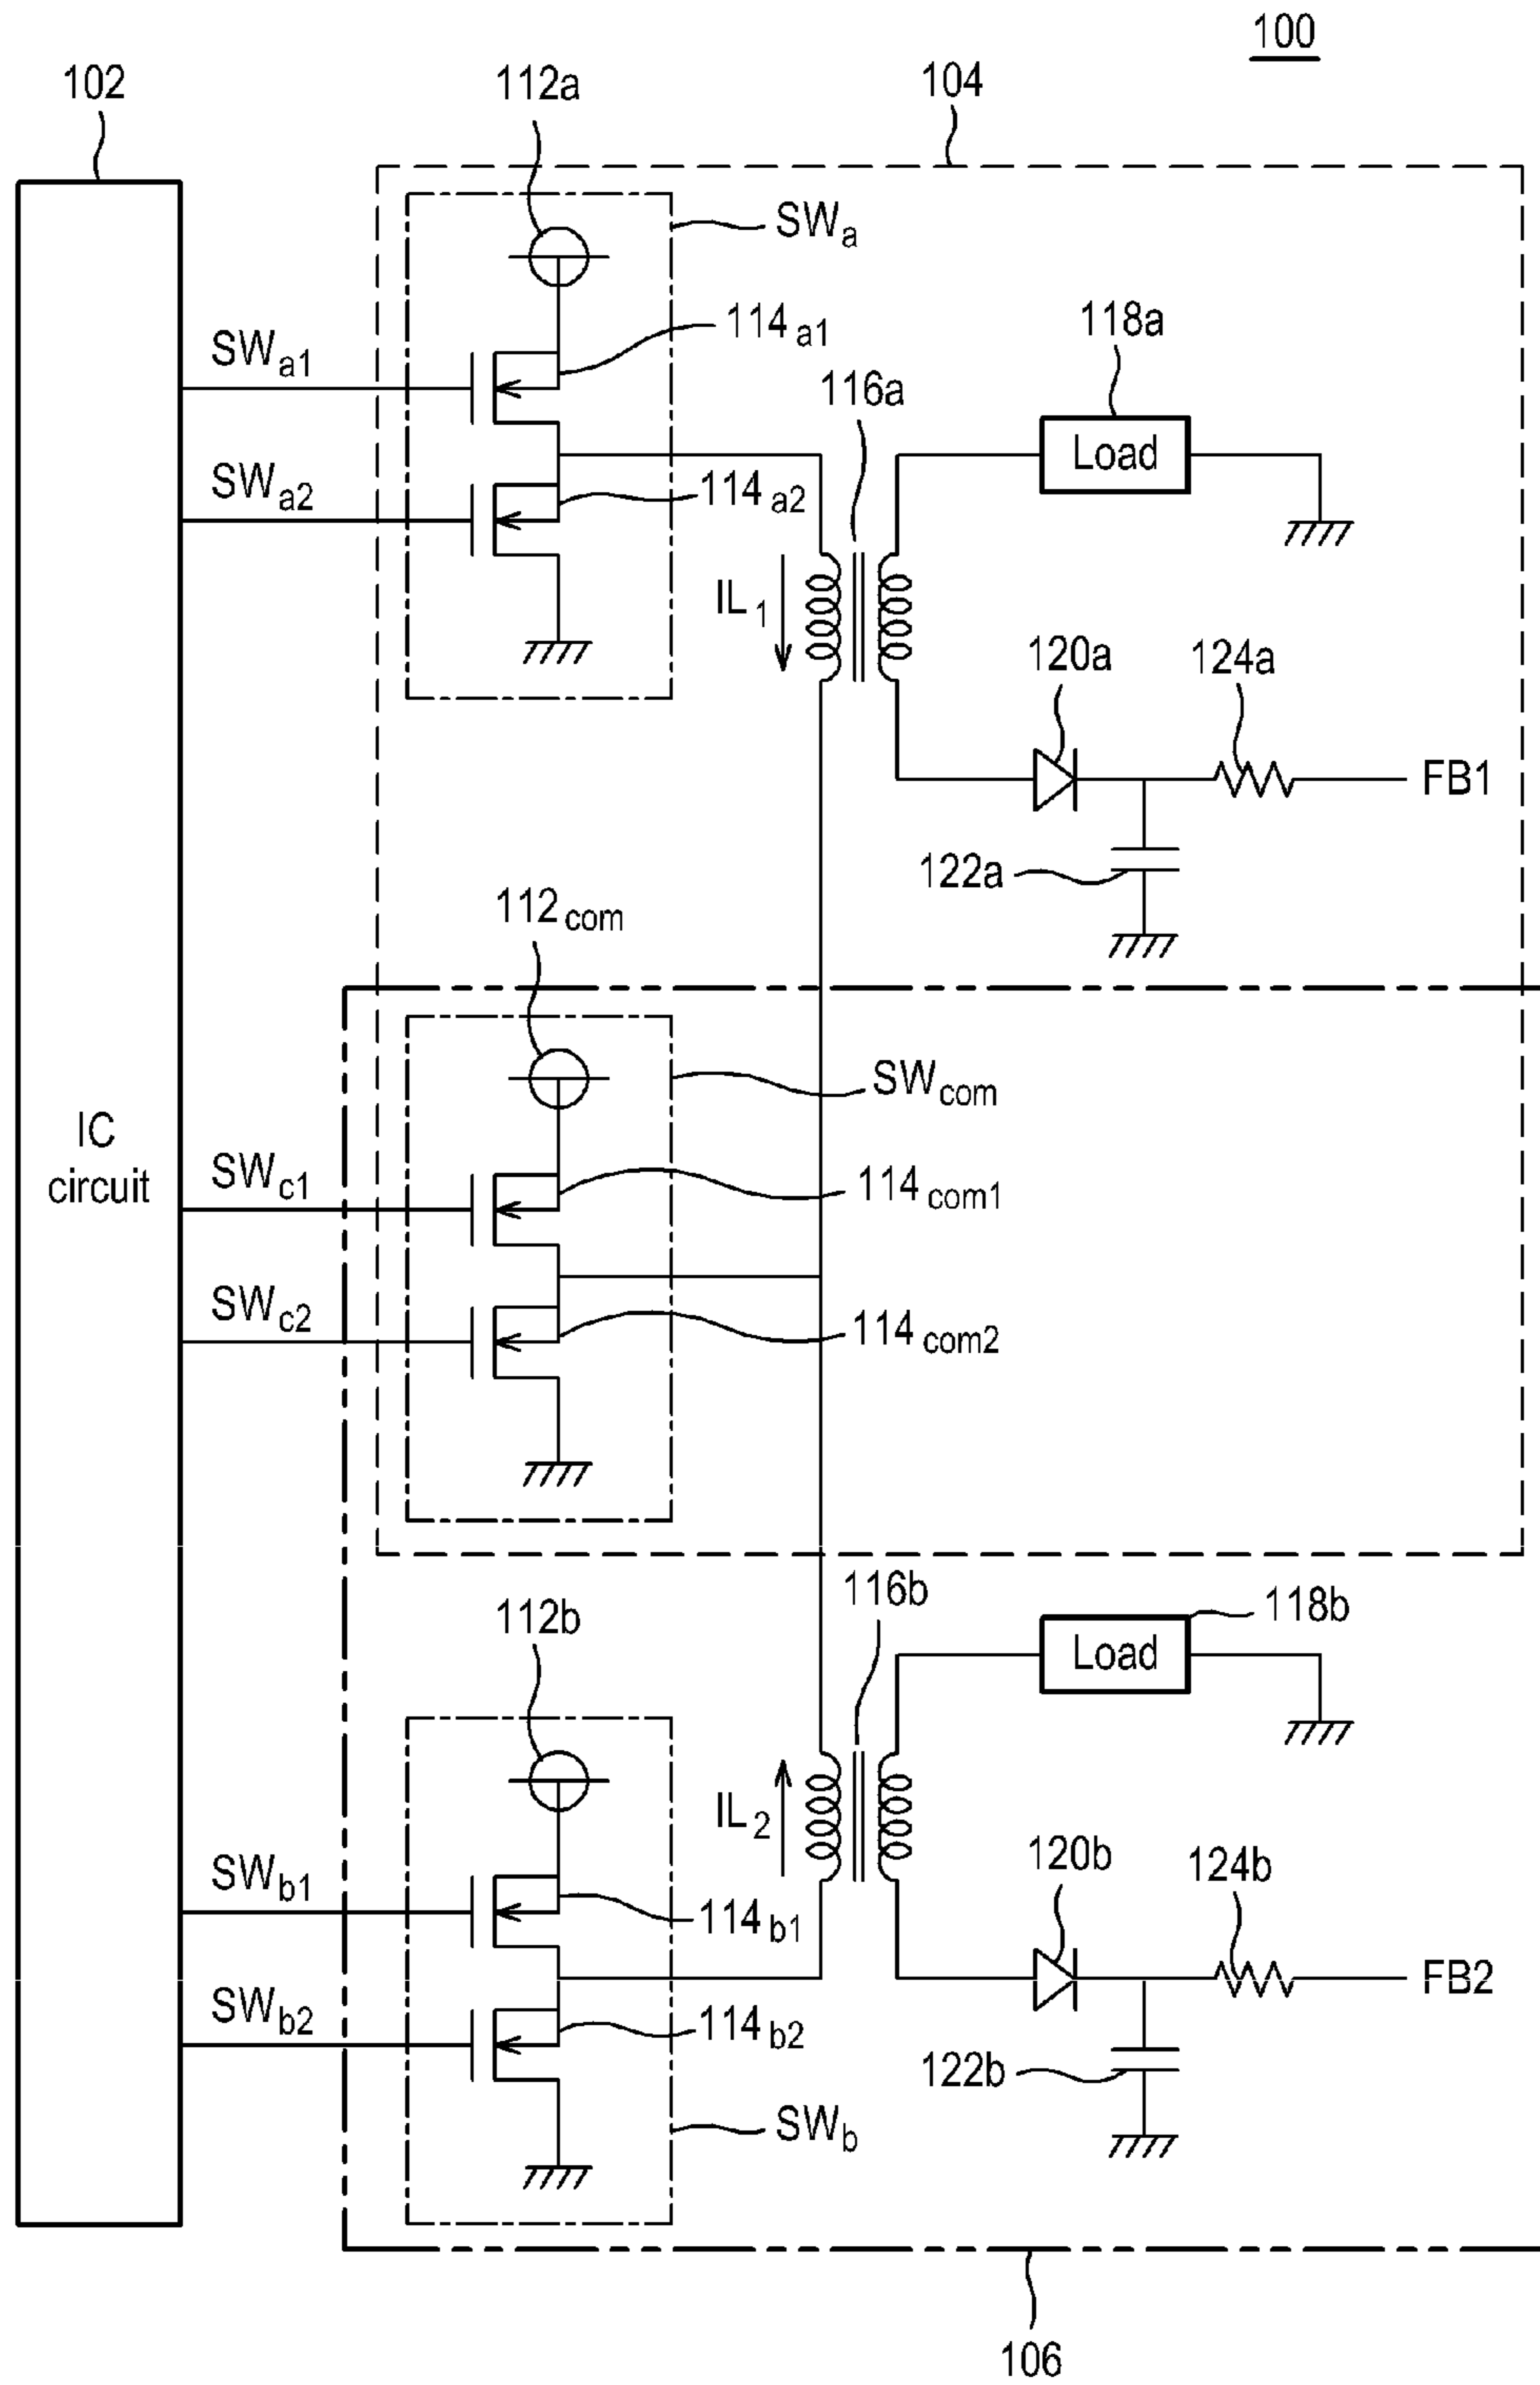 100
102
112a
104
SWa
114a1
118a
SWa1
116a
Load
SWa2
114a2
IL1
120a
124a
FB1
122a
112com
SWcom
IC
circuit
SWc1
114com1
SWc2
114com2
116b
118b
112b
Load
IL2
120b
124b
SWb1
114b1
FB2
SWb2
114b2
122b
SWb
106